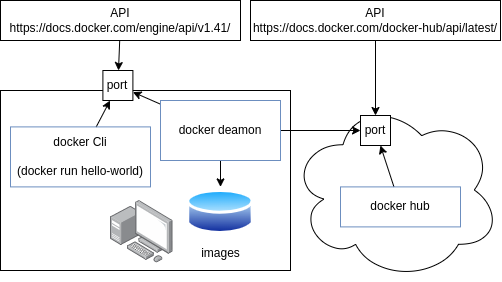 API
https://docs.docker.com/engine/api/v1.41/
API
https://docs.docker.com/docker-hub/api/latest/
port
docker Cli
(docker run hello-world)
docker deamon
port
docker hub
images